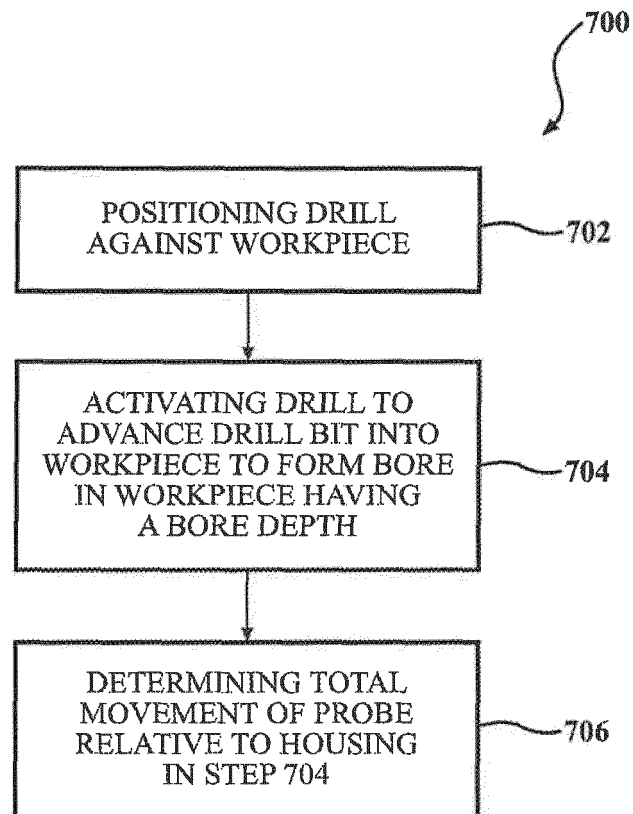 700
POSITIONING DRILL
AGAINST WORKPIECE
702
ACTIVATING DRILL TO
ADVANCE DRILL BIT INTO
WORKPIECE TO FORM BORE
IN WORKPIECE HAVING
A BORE DEPTH
704
DETERMINING TOTAL
MOVEMENT OF PROBE
RELATIVE TO HOUSING
IN STEP 704
706